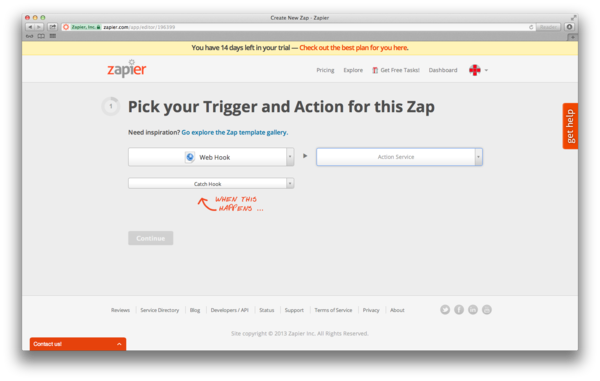 Create New Zap - Zapier
Zapier, Inc.
zapier.com/app/editor/
Reader
You have 14 days left in your trial — Check out the best plan for you here.
zapier
Pricing
Explore
Get Free Tasks!
Dashboard
1
Pick your Trigger and Action for this Zap
get help
Need inspiration? Go explore the Zap template gallery.
Web Hook
Action Service
Catch Hook
WHEN THIS
HAPPENS ...
Continue
Reviews
Service Directory
Blog
Developers / API
Status
Support
Terms of Service
Privacy
About
Site copyright © 2013 Zapier Inc. All Rights Reserved.
Contact us!